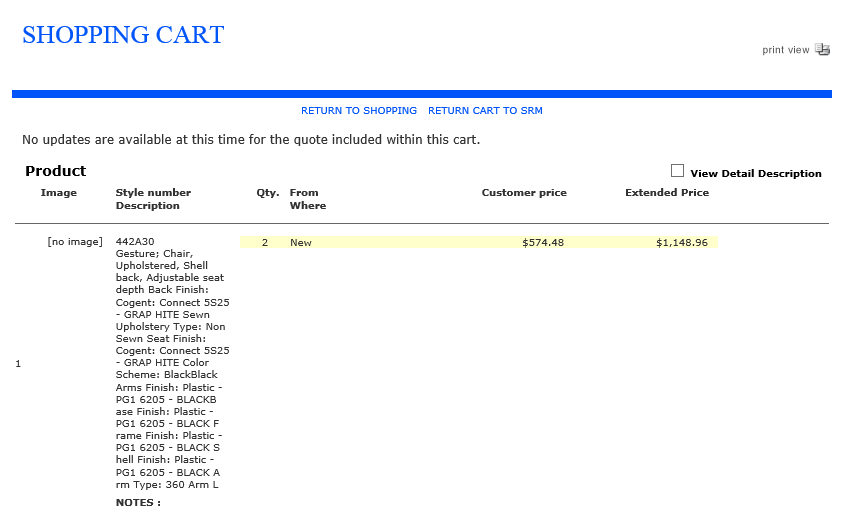 SHOPPING CART
print view
RETURN TO SHOPPING RETURN CART TO SRM
No updates are available at this time for the quote included within this cart.
Product
View Detail Description
Image Style number Qty. From Customer price Extended Price
Description Where
[no image] 442A30 2 New $574.48 $1,148.96
Gesture; Chair,
Upholstered, Shell
back, Adjustable seat
depth Back Finish:
Cogent: Connect 5S25
- GRAP HITE Sewn
Upholstery Type: Non
Sewn Seat Finish:
Cogent: Connect 5S25
- GRAP HITE Color
1
Scheme: BlackBlack
Arms Finish: Plastic -
PG1 6205 - BLACKB
ase Finish: Plastic -
PG1 6205 - BLACK F
rame Finish: Plastic -
PG1 6205 - BLACK S
hell Finish: Plastic -
PG1 6205 - BLACK A
rm Type: 360 Arm L
NOTES :